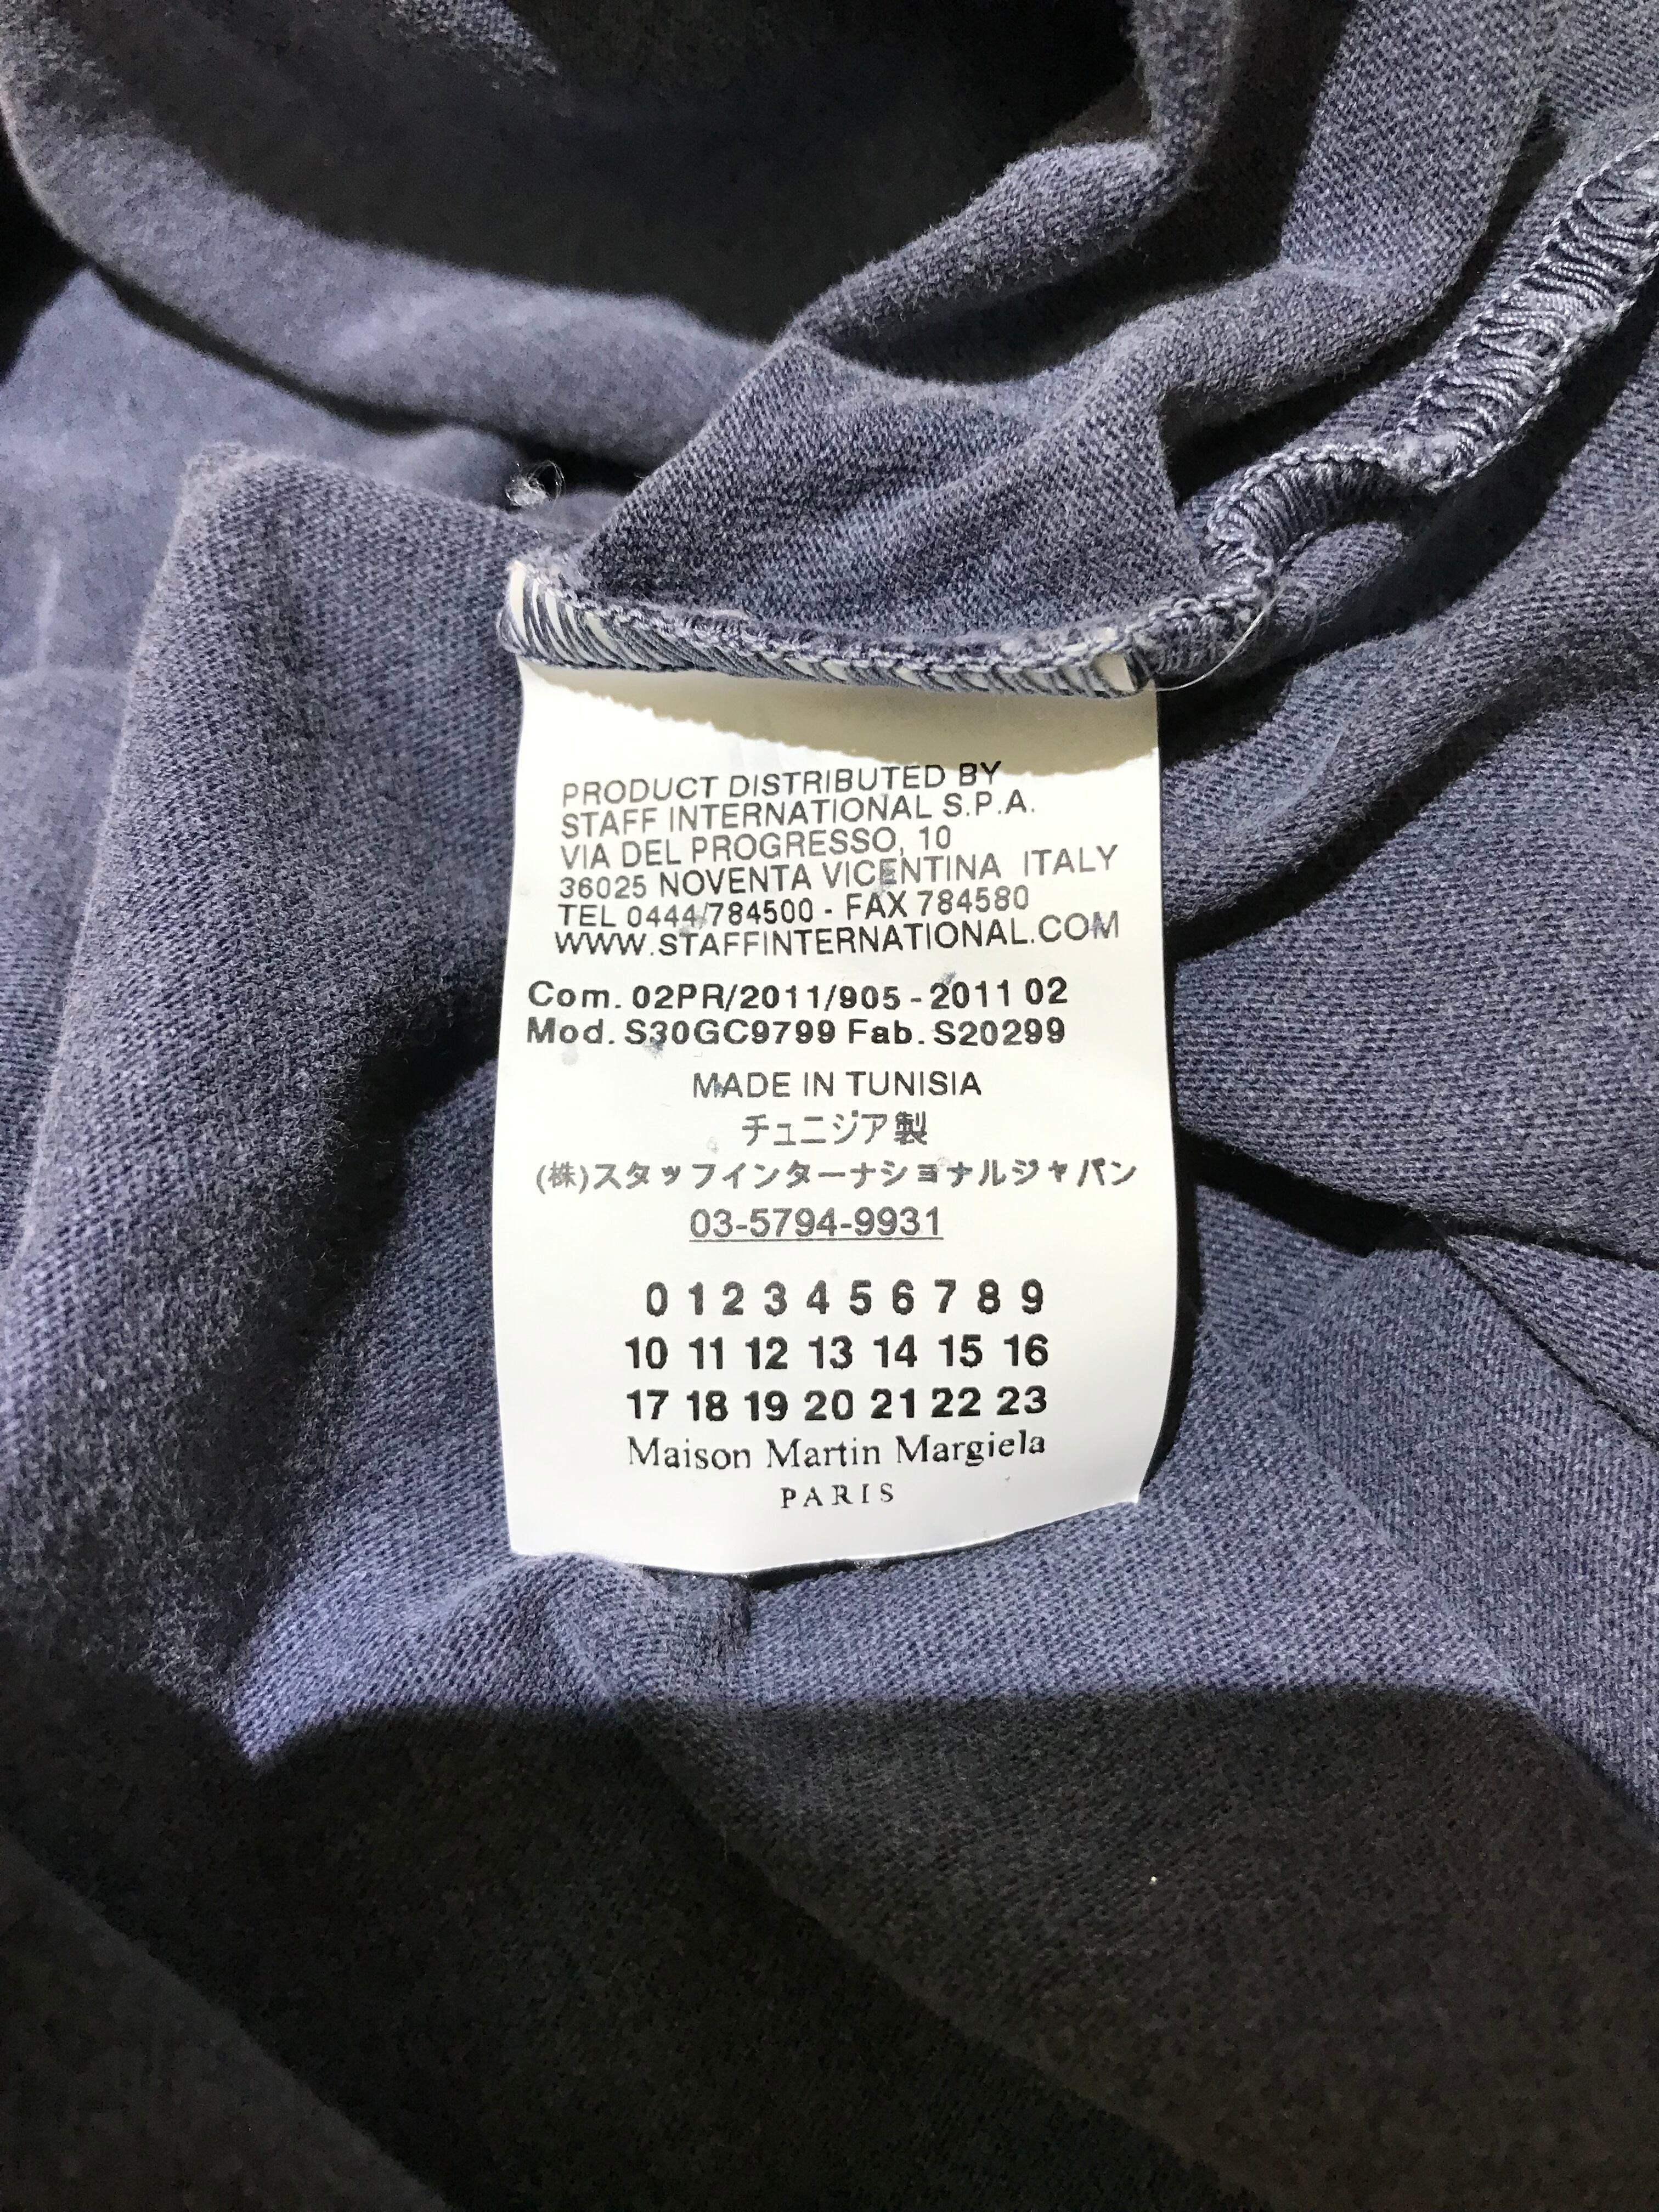 PRODUCT DISTRIBUTED BY
STAFF INTERNATIONAL S.P.A.
VIA DEL PROGRESSO, 10
36025 NOVENTA VICENTINA ITALY
TEL 0444/784500 - FAX 784580
WWW.STAFFINTERNATIONAL.COM
Com. 02PR/2011/905 - 2011 02
Mod. S30GC9799 Fab. S20299
MADE IN TUNISIA
チュニジア製
(株)スタッフインターナショナルジャパン
03-5794-9931
0 1 2 3 4 5 6 7 8 9
10 11 12 13 14 15 16
17 18 19 20 21 22 23
Maison Martin Margiela
PARIS